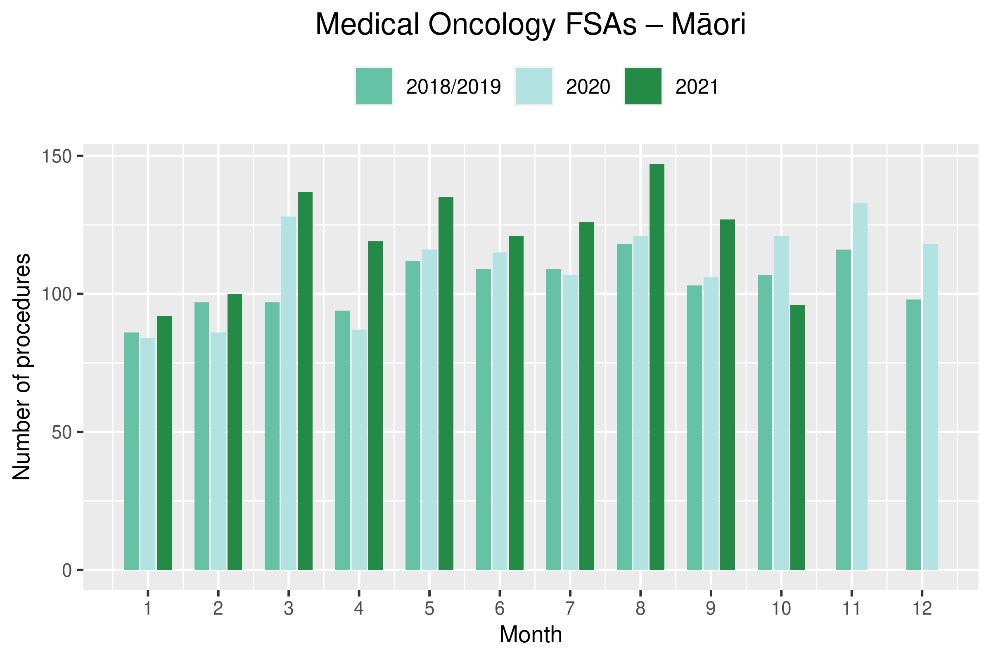 Medical Oncology FSAs – Māori
2018/2019 2020 2021
Number of procedures
150
100
50
0
1 2 3 4 5 6 7 8 9 10 11 12
Month